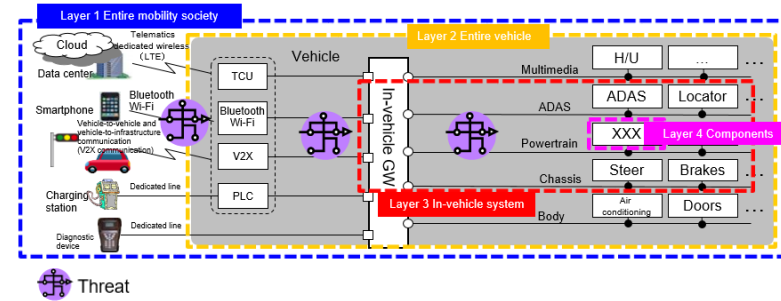 Layer 1 Entire mobility society
Layer 2 Entire vehicle
Cloud
Data center
Telematics
dedicated wireless
(LTE)
Vehicle
TCU
Multimedia
H/U
...
...
Smartphone
Bluetooth
Wi-Fi
Bluetooth
Wi-Fi
In-vehicle GW
ADAS
ADAS
Locator
...
Vehicle-to-vehicle and
vehicle-to-infrastructure
communication
(V2X communication)
V2X
Powertrain
XXX
Layer 4 Components
Charging
station
Dedicated line
PLC
Chassis
Steer
Brakes
...
Layer 3 In-vehicle system
Diagnostic
device
Dedicated line
Body
Air
conditioning
Doors
...
Threat